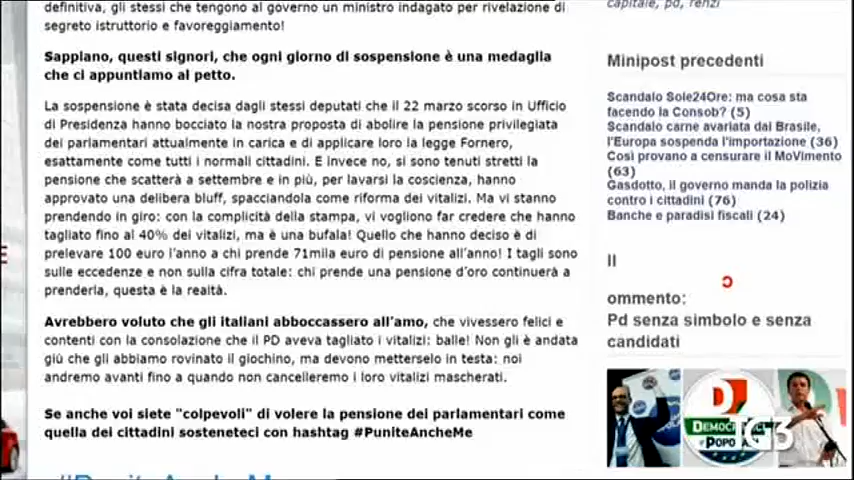 definitiva, gli stessi che tengono al governo un ministro indagato per rivelazione di
segreto istruttorio e favoreggiamento!
Sappiano, questi signori, che ogni giorno di sospensione è una medaglia
che ci appuntiamo al petto.
La sospensione è stata decisa dagli stessi deputati che il 22 marzo scorso in Ufficio
di Presidenza hanno bocciato la nostra proposta di abolire la pensione privilegiata
dei parlamentari attualmente in carica e di applicare loro la legge Fornero,
esattamente come tutti i normali cittadini. E invece no, si sono tenuti stretti la
pensione che scatterà a settembre e in più, per lavarsi la coscienza, hanno
approvato una delibera bluff, spacciandola come riforma dei vitalizi. Ma vi stanno
prendendo in giro: con la complicità della stampa, vi vogliono far credere che hanno
tagliato fino al 40% dei vitalizi, ma è una bufala! Quello che hanno deciso è di
prelevare 100 euro l'anno a chi prende 71mila euro di pensione all'anno! I tagli sono
sulle eccedenze e non sulla cifra totale: chi prende una pensione d'oro continuerà a
prenderla, questa è la realtà.
Avrebbero voluto che gli italiani abboccassero all'amo, che vivessero felici e
contenti con la consolazione che il PD aveva tagliato i vitalizi: balle! Non gli è andata
giù che gli abbiamo rovinato il giochino, ma devono metterselo in testa: noi
andremo avanti fino a quando non cancelleremo i loro vitalizi mascherati.
Se anche voi siete "colpevoli" di volere la pensione dei parlamentari come
quella dei cittadini sosteneteci con hashtag #PuniteAncheMe
#PuniteAncheMe
capitale, pd, renzi
Minipost precedenti
Scandalo Sole24Ore: ma cosa sta
facendo la Consob? (5)
Scandalo carne avariata dal Brasile,
l'Europa sospenda l'importazione (36)
Così provano a censurare il MoVimento
(63)
Gasdotto, il governo manda la polizia
contro i cittadini (76)
Banche e paradisi fiscali (24)
Il
C
ommento:
Pd senza simbolo e senza
candidati
TG3